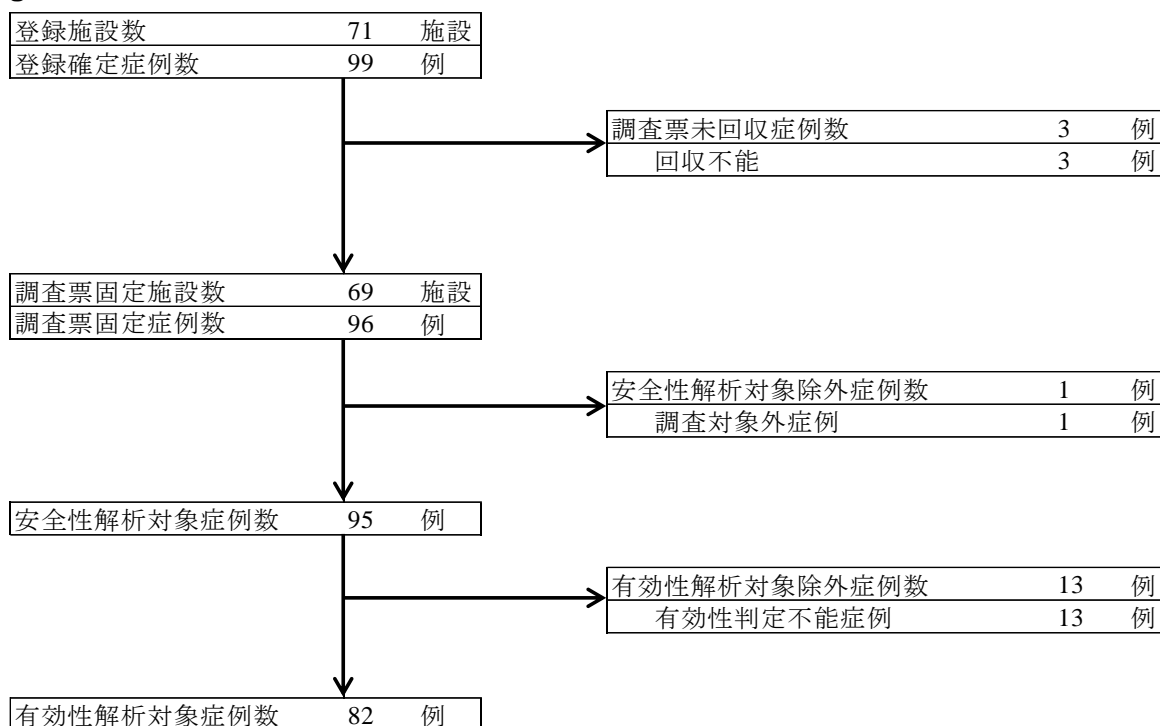 登録施設数 71 施設
登録確定症例数 99 例
調査票未回収症例数 3 例
回収不能 3 例
調査票固定施設数 69 施設
調査票固定症例数 96 例
安全性解析対象除外症例数 1 例
調査対象外症例 1 例
安全性解析対象症例数 95 例
有効性解析対象除外症例数 13 例
有効性判定不能症例 13 例
有効性解析対象症例数 82 例